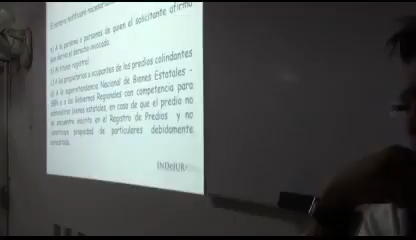 El notario notificará necesariamente
a) A la persona o personas de quien el solicitante afirma
que deriva el derecho invocado.
b) Al titular registral
c) A los propietarios u ocupantes de los predios colindantes
d) A la Superintendencia Nacional de Bienes Estatales -
SBN o a los Gobiernos Regionales con competencia para
administrar bienes estatales, en caso de que el predio no
se encuentre inscrito en el Registro de Predios y no
constituya propiedad de particulares debidamente
acreditada.
INDeJUR